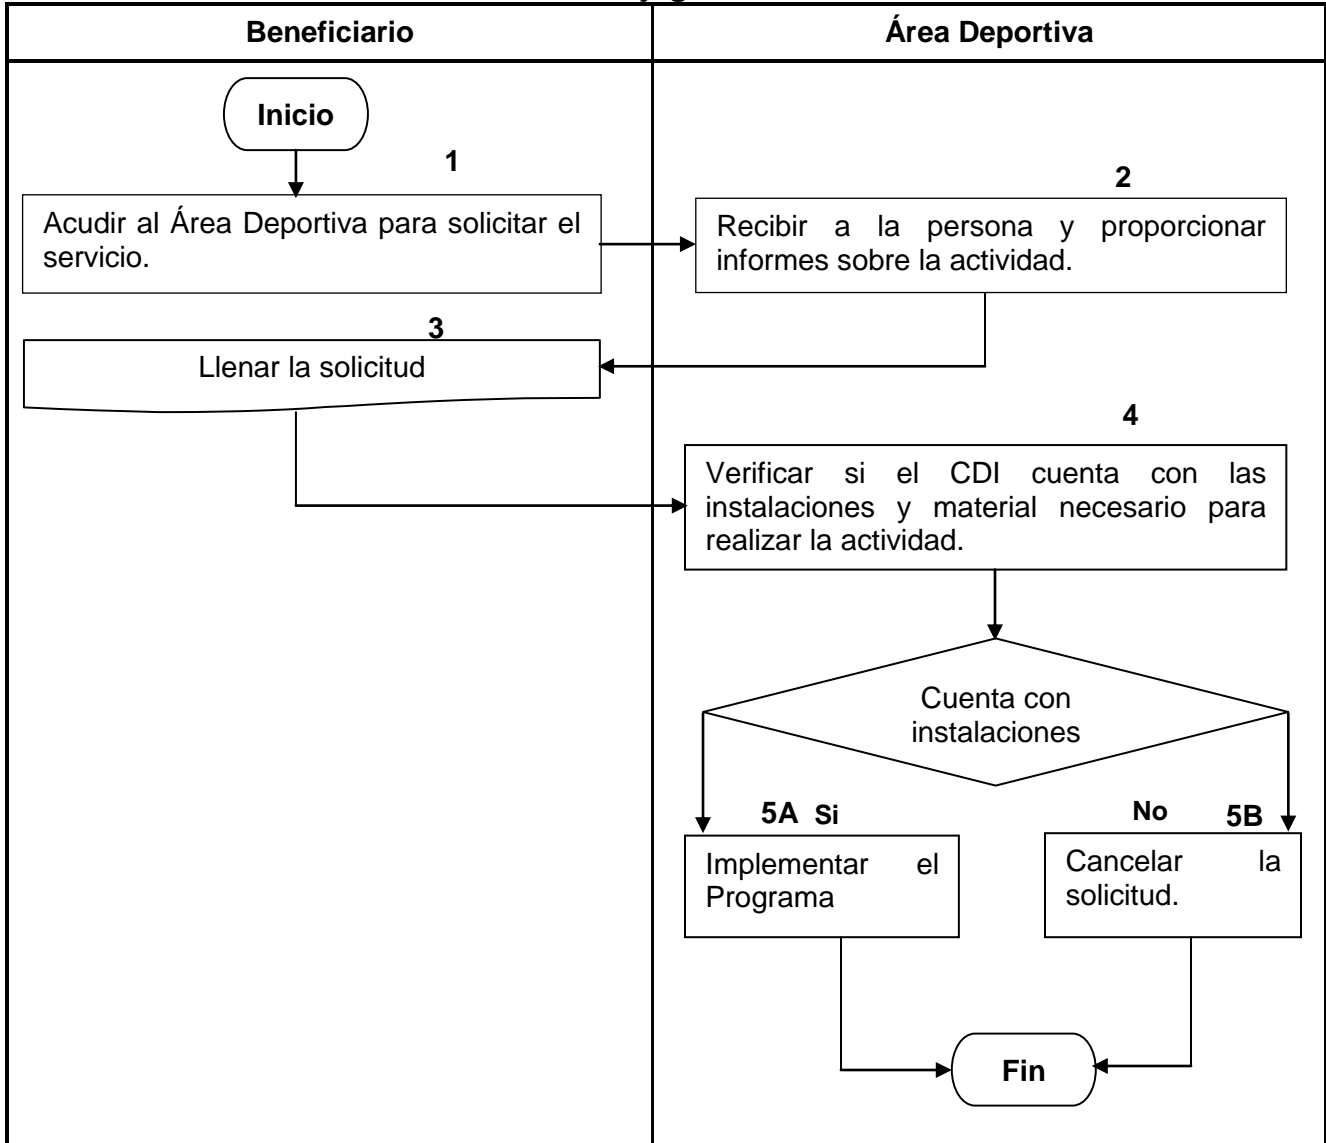 Beneficiario
Área Deportiva
Inicio
1
Acudir al Área Deportiva para solicitar el
servicio.
2
Recibir a la persona y proporcionar
informes sobre la actividad.
3
Llenar la solicitud
4
Verificar si el CDI cuenta con las
instalaciones y material necesario para
realizar la actividad.
Cuenta con
instalaciones
5A Si
Implementar el
Programa
No 5B
Cancelar la
solicitud.
Fin